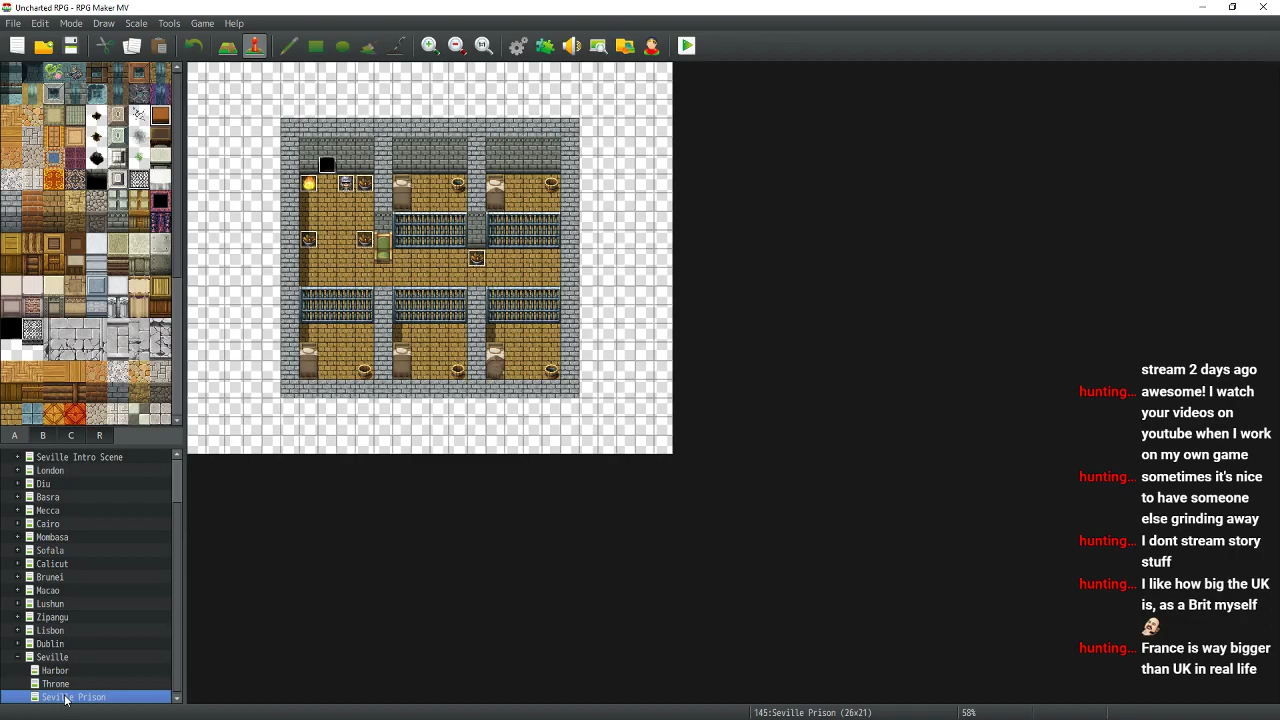 Uncharted RPG - RPG Maker MV
File Edit Mode Draw Scale Tools Game Help
A B C R
Seville Intro Scene
London
Diu
Basra
Mecca
Cairo
Mombasa
Sofala
Calicut
Brunei
Macao
Lushun
Zipangu
Lisbon
Dublin
Seville
Harbor
Throne
Seville Prison
stream 2 days ago
hunting... awesome! I watch
your videos on
youtube when I work
on my own game
hunting... sometimes it's nice
to have someone
else grinding away
hunting... I dont stream story
stuff
hunting... I like how big the UK
is, as a Brit myself
hunting... France is way bigger
than UK in real life
145:Seville Prison (26x21) 58%